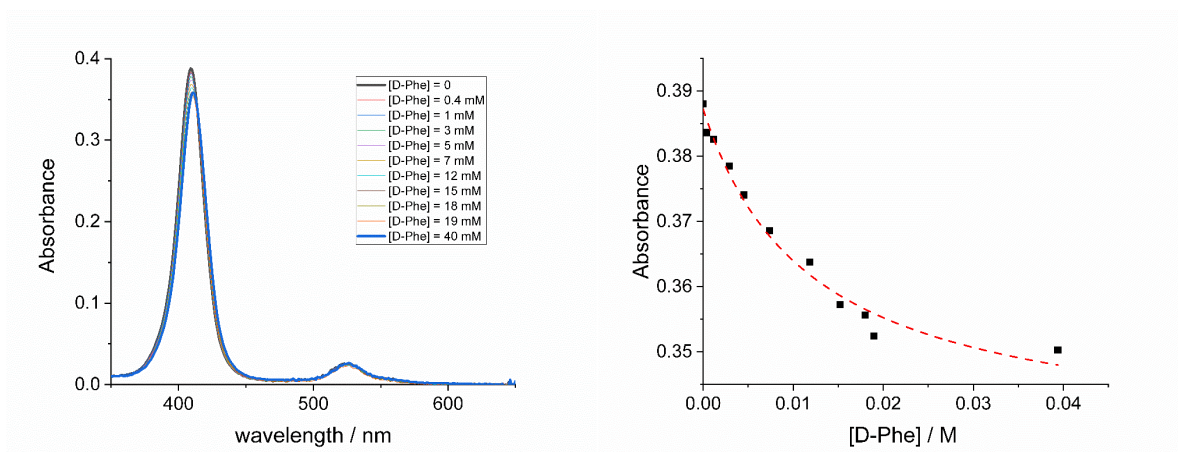 0.4
0.3
0.2
0.1
0.0
400
500
600
Absorbance
wavelength / nm
[D-Phe] = 0
[D-Phe] = 0.4 mM
[D-Phe] = 1 mM
[D-Phe] = 3 mM
[D-Phe] = 5 mM
[D-Phe] = 7 mM
[D-Phe] = 12 mM
[D-Phe] = 15 mM
[D-Phe] = 18 mM
[D-Phe] = 19 mM
[D-Phe] = 40 mM
0.39
0.38
0.37
0.36
0.35
0.00
0.01
0.02
0.03
0.04
Absorbance
[D-Phe] / M